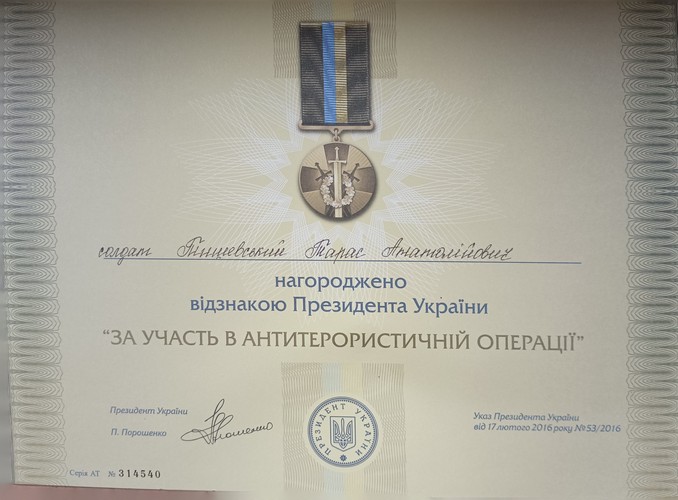 солдат Пінцевський Тарас Анатолійович
нагороджено
відзнакою Президента України
“ЗА УЧАСТЬ В АНТИТЕРОРИСТИЧНІЙ ОПЕРАЦІЇ”
Президент України
П. Порошенко
ПРЕЗИДЕНТ УКРАЇНИ
Указ Президента України
від 17 лютого 2016 року №53/2016
Серія АТ № 314540